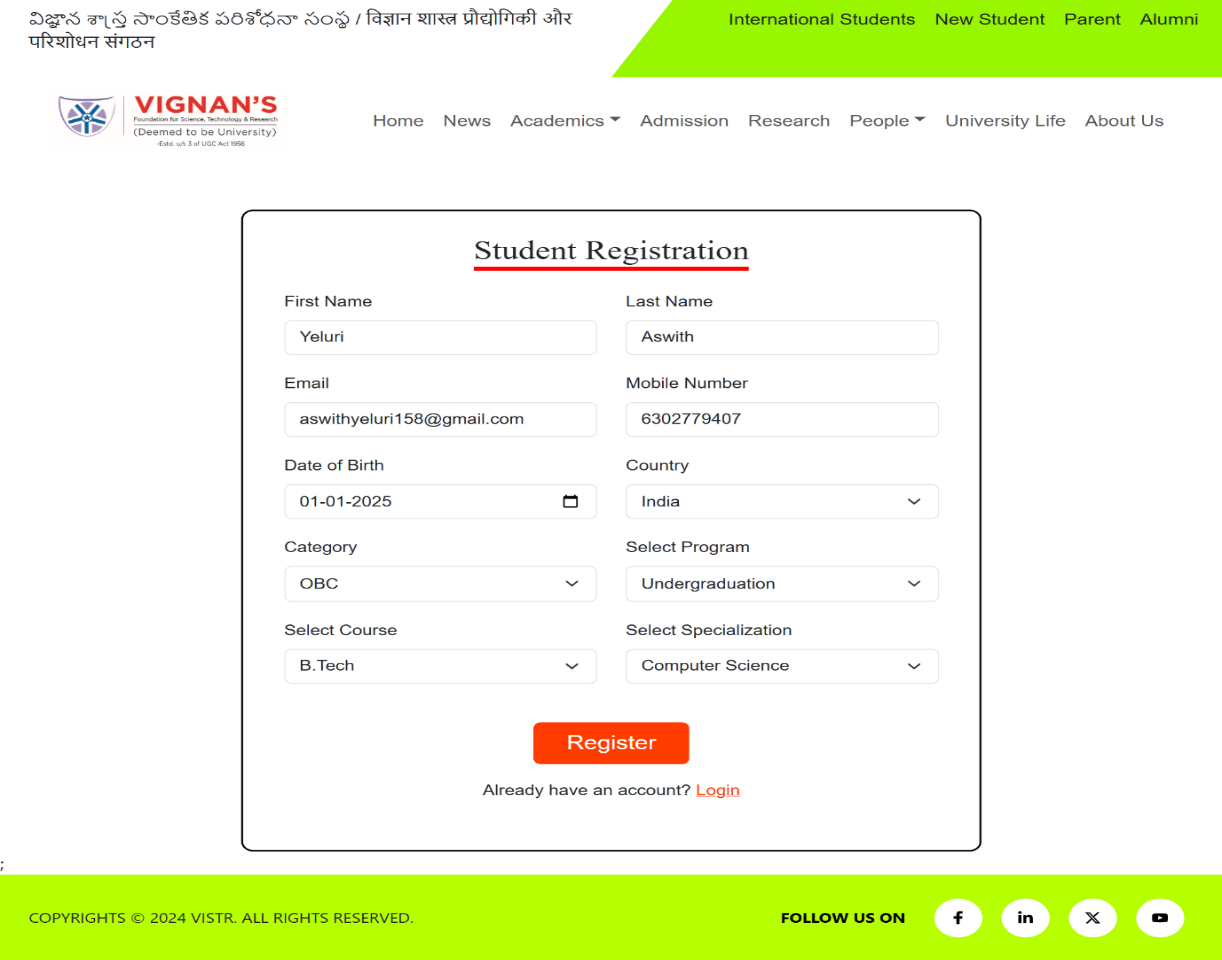 విజ్ఞాన శాస్త్ర సాంకేతిక పరిశోధనా సంస్థ / विज्ञान शास्त्र प्रौद्योगिकी और
परिशोधन संगठन
International Students New Student Parent Alumni
VIGNAN'S
Foundation for Science, Technology & Research
(Deemed to be University)
-Estd. u/s 3 of UGC Act 1956
Home News Academics Admission Research People University Life About Us
Student Registration
First Name Last Name
Yeluri Aswith
Email Mobile Number
aswithyeluri158@gmail.com 6302779407
Date of Birth Country
01-01-2025 India
Category Select Program
OBC Undergraduation
Select Course Select Specialization
B.Tech Computer Science
Register
Already have an account? Login
;
COPYRIGHTS © 2024 VISTR. ALL RIGHTS RESERVED. FOLLOW US ON